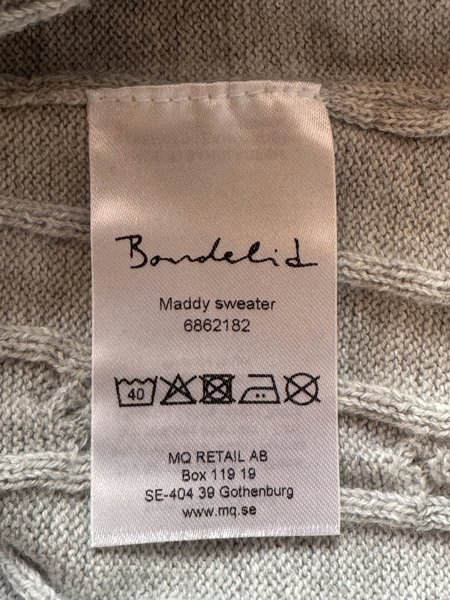 Bondelid
Maddy sweater
6862182
40
MQ RETAIL AB
Box 119 19
SE-404 39 Gothenburg
www.mq.se